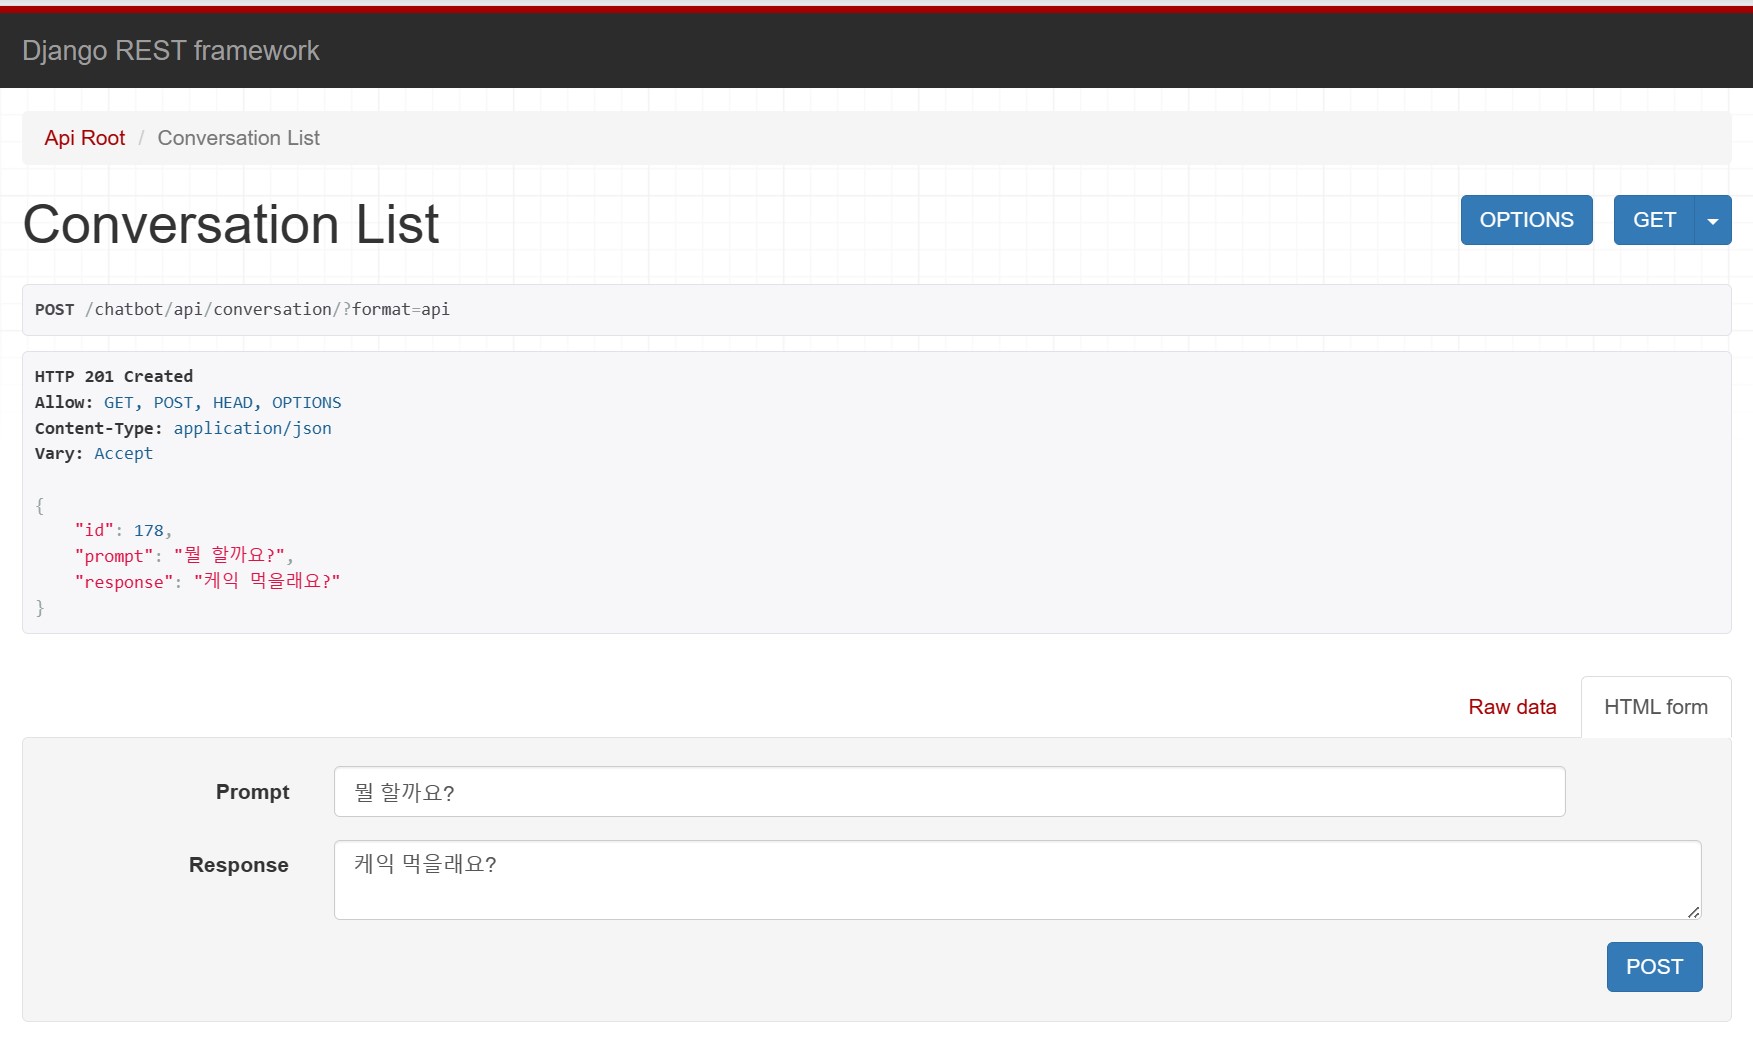 Django REST framework
Api Root / Conversation List
Conversation List
OPTIONS
GET
POST /chatbot/api/conversation/?format=api
HTTP 201 Created
Allow: GET, POST, HEAD, OPTIONS
Content-Type: application/json
Vary: Accept
{
"id": 178,
"prompt": "뭘 할까요?",
"response": "케익 먹을래요?"
}
Raw data
HTML form
Prompt 뭘 할까요?
Response 케익 먹을래요?
POST